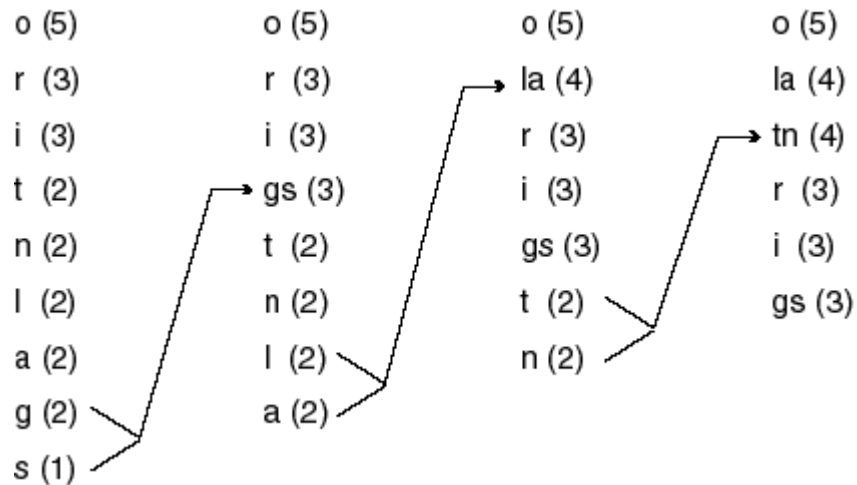 o (5) o (5) o (5) o (5)
r (3) r (3) la (4) la (4)
i (3) i (3) r (3) tn (4)
t (2) gs (3) i (3) r (3)
n (2) t (2) gs (3) i (3)
l (2) n (2) t (2) gs (3)
a (2) l (2) n (2)
g (2) a (2)
s (1)